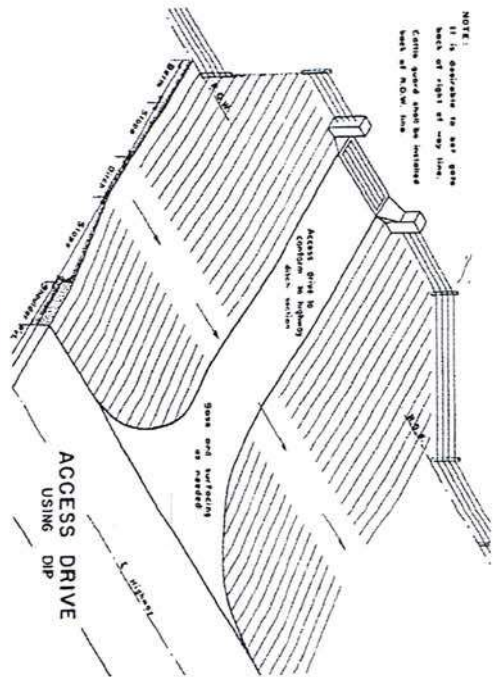 NOTE:
It is desirable to set gate
back of right of way line.
Cattle guard shall be installed
back of R.O.W. line
R.O.W.
R.O.W.
Berm
Slope
Ditch
Slope
Shoulder
Access Drive to
conform to highway
ditch section
Base and surfacing
as needed
℄ Highway
ACCESS DRIVE
USING DIP